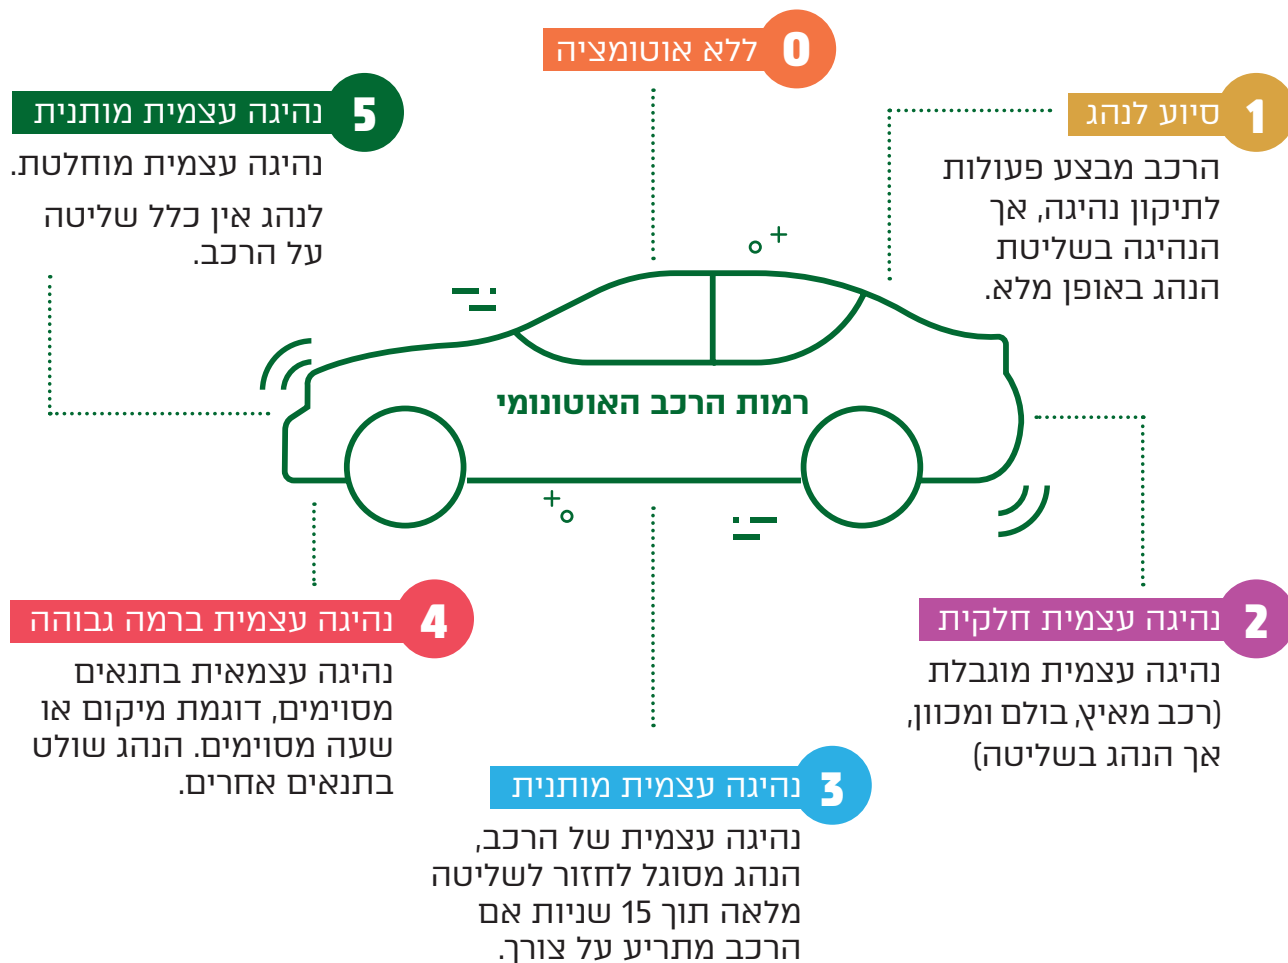 0 ללא אוטומציה
1 סיוע לנהג
הרכב מבצע פעולות
לתיקון נהיגה, אך
הנהיגה בשליטת
הנהג באופן מלא.
2 נהיגה עצמית חלקית
נהיגה עצמית מוגבלת
(רכב מאיץ, בולם ומכוון,
אך הנהג בשליטה)
3 נהיגה עצמית מותנית
נהיגה עצמית של הרכב,
הנהג מסוגל לחזור לשליטה
מלאה תוך 15 שניות אם
הרכב מתריע על צורך.
4 נהיגה עצמית ברמה גבוהה
נהיגה עצמאית בתנאים
מסוימים, דוגמת מיקום או
שעה מסוימים. הנהג שולט
בתנאים אחרים.
5 נהיגה עצמית מותנית
נהיגה עצמית מוחלטת.
לנהג אין כלל שליטה
על הרכב.
רמות הרכב האוטונומי